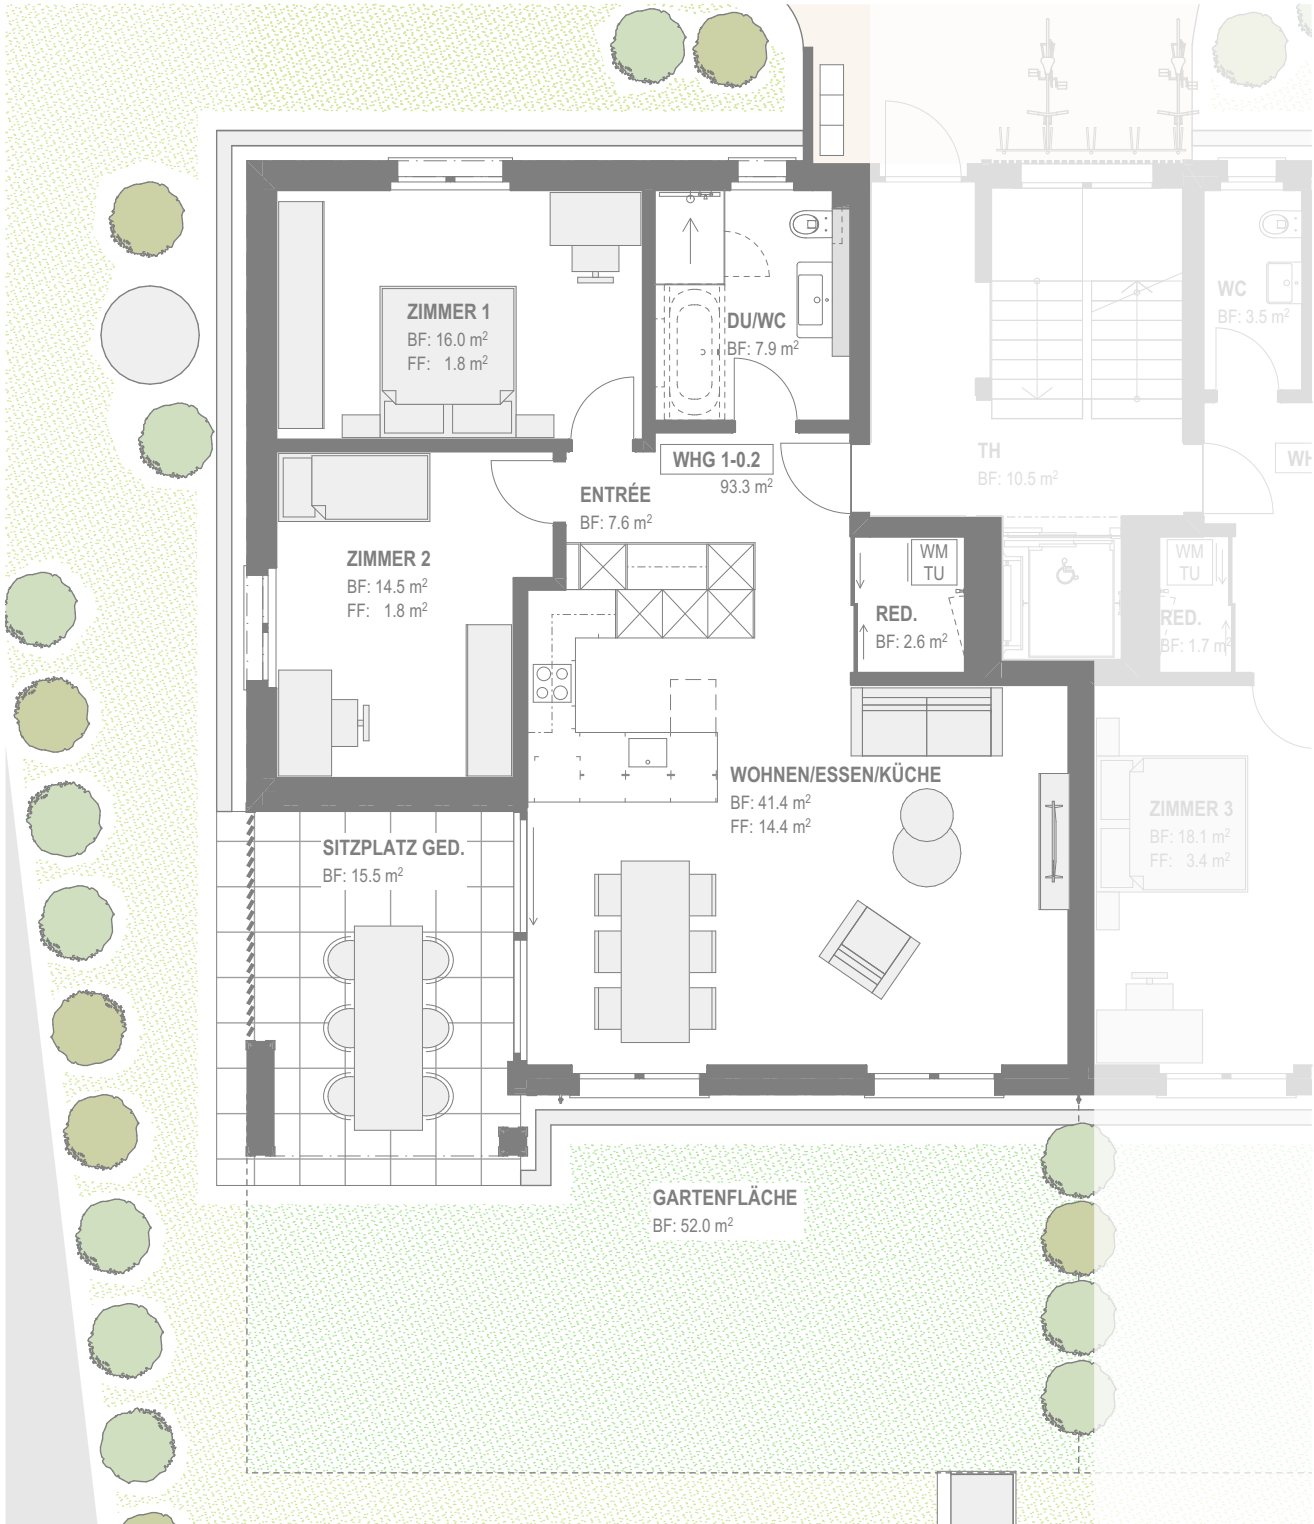 ZIMMER 1
BF: 16.0 m²
FF: 1.8 m²
DU/WC
BF: 7.9 m²
WC
BF: 3.5 m²
WHG 1-0.2
93.3 m²
TH
BF: 10.5 m²
WH
ENTRÉE
BF: 7.6 m²
ZIMMER 2
BF: 14.5 m²
FF: 1.8 m²
WM
TU
RED.
BF: 2.6 m²
WM
TU
RED.
BF: 1.7 m²
WOHNEN/ESSEN/KÜCHE
BF: 41.4 m²
FF: 14.4 m²
ZIMMER 3
BF: 18.1 m²
FF: 3.4 m²
SITZPLATZ GED.
BF: 15.5 m²
GARTENFLÄCHE
BF: 52.0 m²